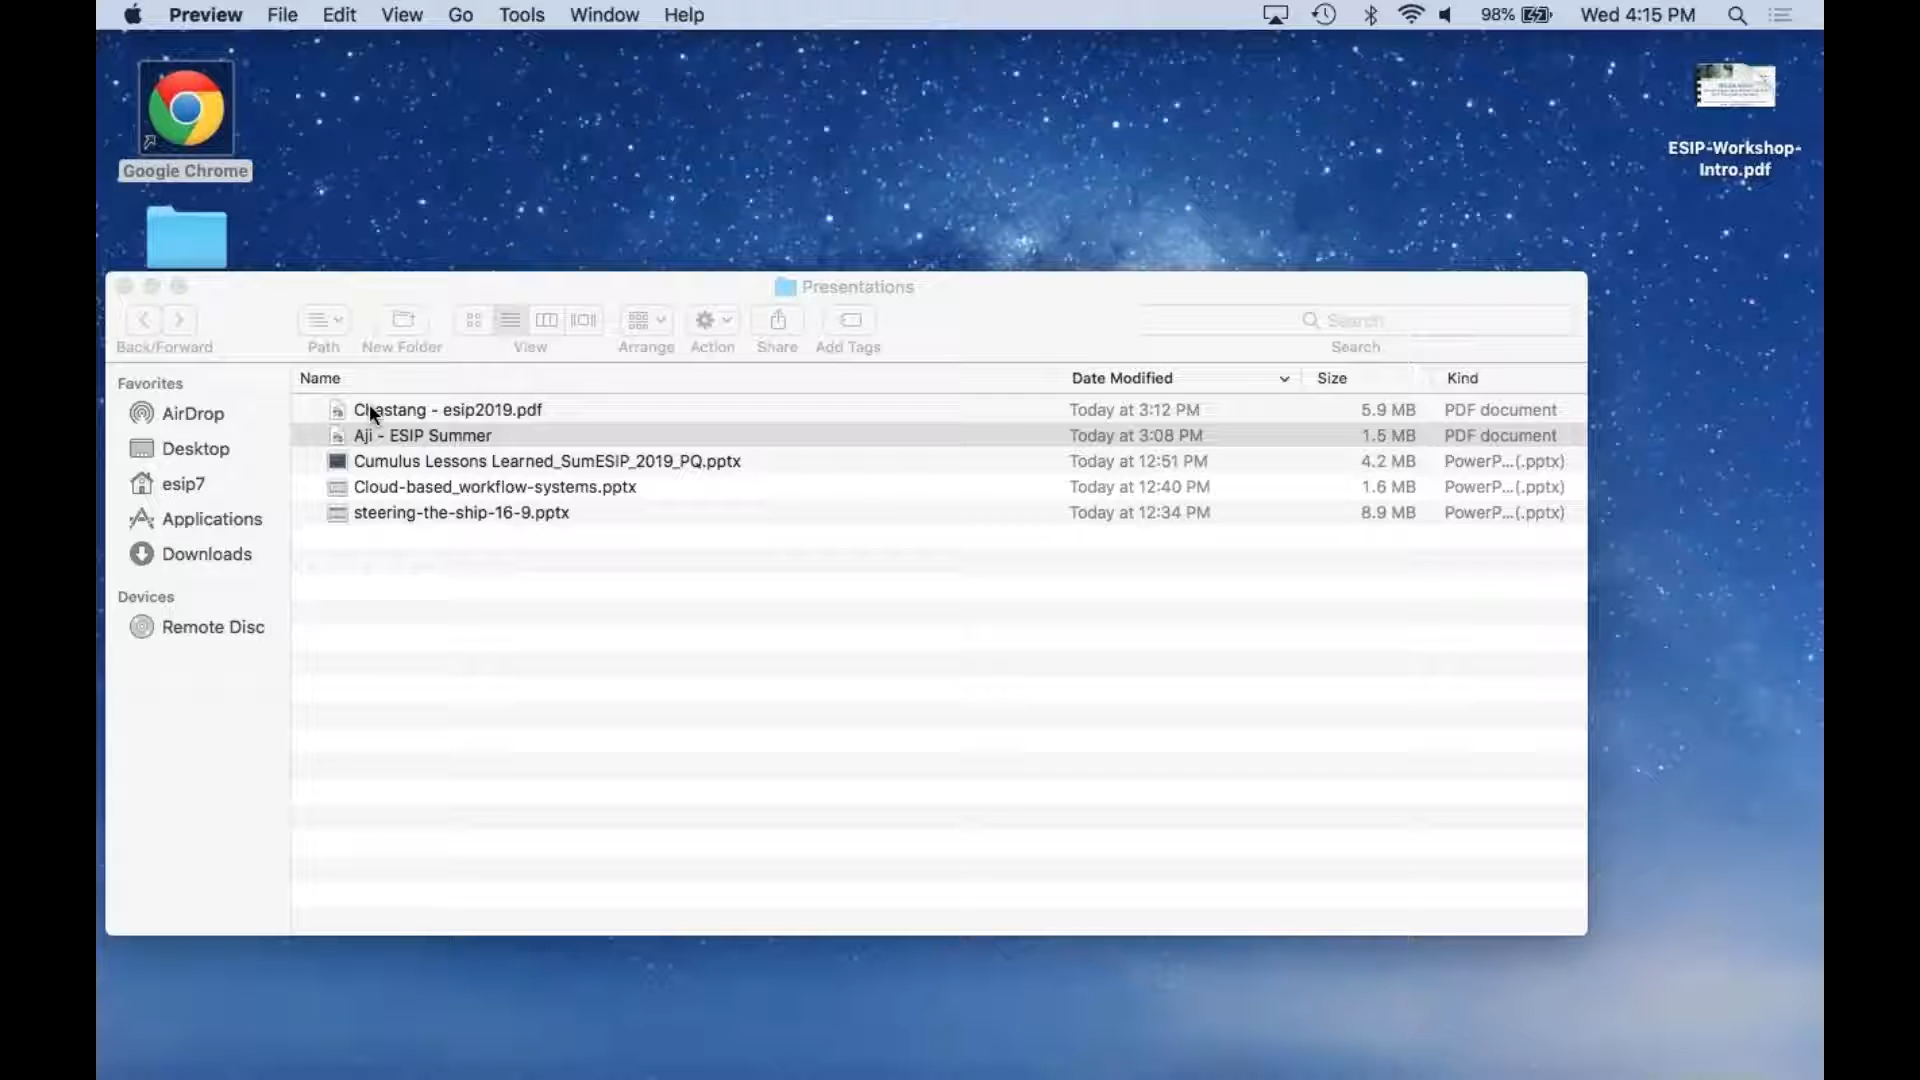 Preview File Edit View Go Tools Window Help 98% Wed 4:15 PM
Google Chrome
ESIP-Workshop-
Intro.pdf
Presentations
Search
Back/Forward Path New Folder View Arrange Action Share Add Tags Search
Favorites
AirDrop
Desktop
esip7
Applications
Downloads
Devices
Remote Disc
Name Date Modified Size Kind
Chastang - esip2019.pdf Today at 3:12 PM 5.9 MB PDF document
Aji - ESIP Summer Today at 3:08 PM 1.5 MB PDF document
Cumulus Lessons Learned_SumESIP_2019_PQ.pptx Today at 12:51 PM 4.2 MB PowerP...(.pptx)
Cloud-based_workflow-systems.pptx Today at 12:40 PM 1.6 MB PowerP...(.pptx)
steering-the-ship-16-9.pptx Today at 12:34 PM 8.9 MB PowerP...(.pptx)